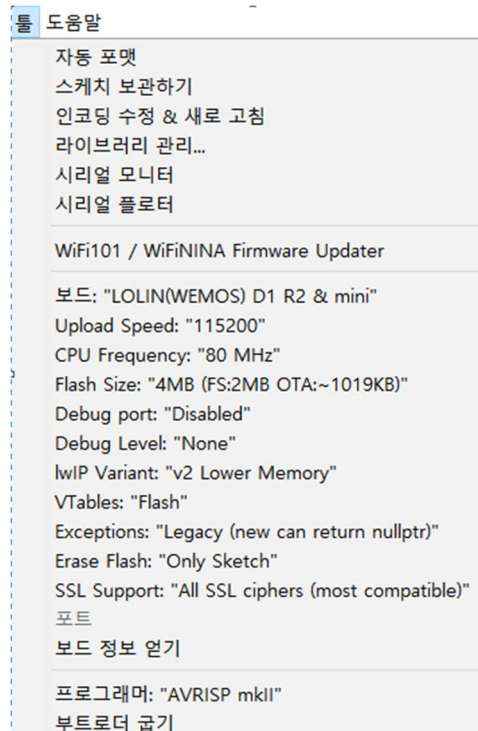 툴 도움말
자동 포맷
스케치 보관하기
인코딩 수정 & 새로 고침
라이브러리 관리...
시리얼 모니터
시리얼 플로터
WiFi101 / WiFiNINA Firmware Updater
보드: "LOLIN(WEMOS) D1 R2 & mini"
Upload Speed: "115200"
CPU Frequency: "80 MHz"
Flash Size: "4MB (FS:2MB OTA:~1019KB)"
Debug port: "Disabled"
Debug Level: "None"
lwIP Variant: "v2 Lower Memory"
VTables: "Flash"
Exceptions: "Legacy (new can return nullptr)"
Erase Flash: "Only Sketch"
SSL Support: "All SSL ciphers (most compatible)"
포트
보드 정보 얻기
프로그래머: "AVRISP mkII"
부트로더 굽기